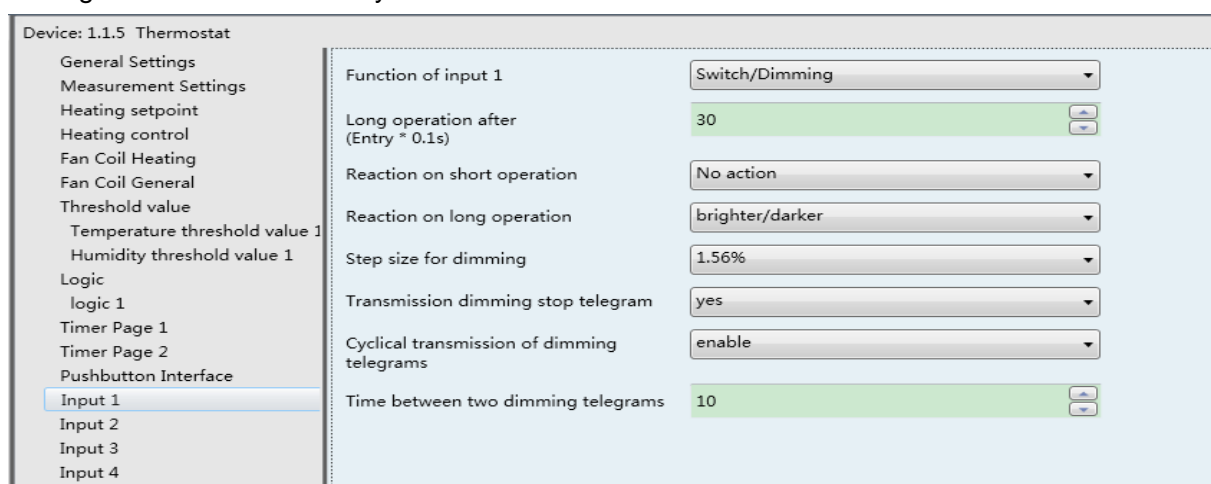 Device: 1.1.5 Thermostat
General Settings
Measurement Settings
Heating setpoint
Heating control
Fan Coil Heating
Fan Coil General
Threshold value
Temperature threshold value 1
Humidity threshold value 1
Logic
logic 1
Timer Page 1
Timer Page 2
Pushbutton Interface
Input 1
Input 2
Input 3
Input 4
Function of input 1
Switch/Dimming
Long operation after
(Entry * 0.1s)
30
Reaction on short operation
No action
Reaction on long operation
brighter/darker
Step size for dimming
1.56%
Transmission dimming stop telegram
yes
Cyclical transmission of dimming
telegrams
enable
Time between two dimming telegrams
10